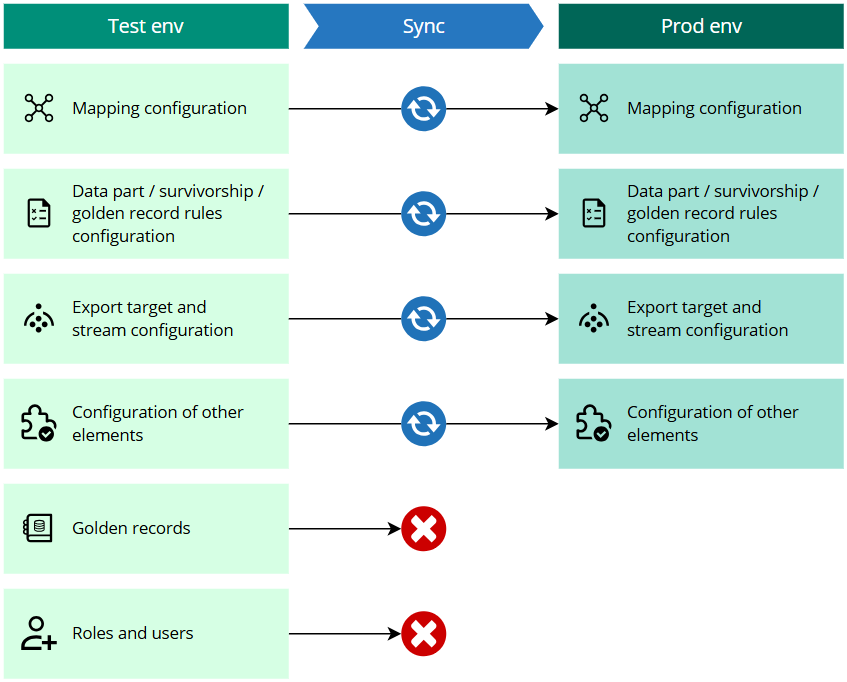 Test env
Sync
Prod env
Mapping configuration
Mapping configuration
Data part / survivorship /
golden record rules
configuration
Data part / survivorship /
golden record rules
configuration
Export target and
stream configuration
Export target and
stream configuration
Configuration of other
elements
Configuration of other
elements
Golden records
Roles and users